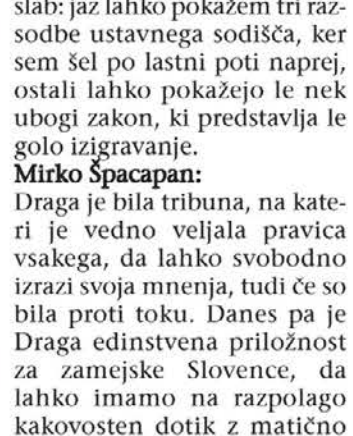 slab: jaz lahko pokažem tri raz-
sodbe ustavnega sodišča, ker
sem šel po lastni poti naprej,
ostali lahko pokažejo le nek
ubogi zakon, ki predstavlja le
golo izigravanje.
Mirko Špacapan:
Draga je bila tribuna, na kate-
ri je vedno veljala pravica
vsakega, da lahko svobodno
izrazi svoja mnenja, tudi če so
bila proti toku. Danes pa je
Draga edinstvena priložnost
za zamejske Slovence, da
lahko imamo na razpolago
kakovosten dotik z matično